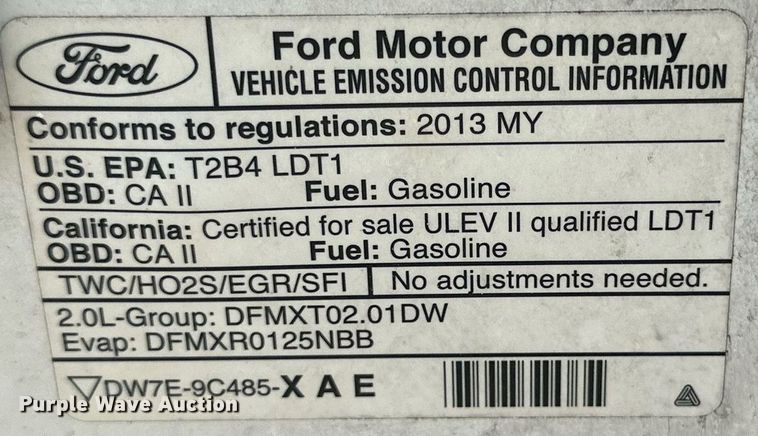 Ford
Ford Motor Company
VEHICLE EMISSION CONTROL INFORMATION
Conforms to regulations: 2013 MY
U.S. EPA: T2B4 LDT1
OBD: CA II Fuel: Gasoline
California: Certified for sale ULEV II qualified LDT1
OBD: CA II Fuel: Gasoline
TWC/HO2S/EGR/SFI No adjustments needed.
2.0L-Group: DFMXT02.01DW
Evap: DFMXR0125NBB
DW7E-9C485-X A E
Purple Wave Auction